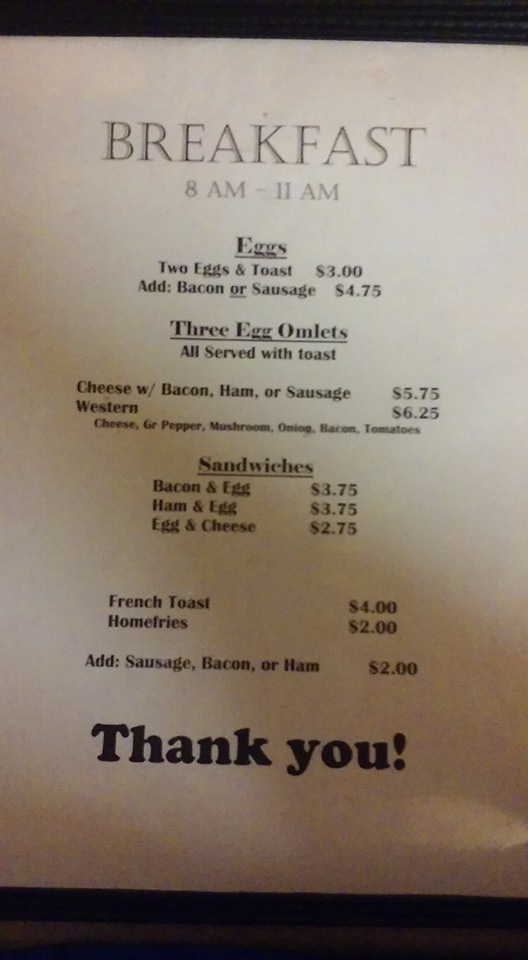 BREAKFAST
8 AM – 11 AM
Eggs
Two Eggs & Toast $3.00
Add: Bacon or Sausage $4.75
Three Egg Omlets
All Served with toast
Cheese w/ Bacon, Ham, or Sausage $5.75
Western $6.25
Cheese, Gr Pepper, Mushroom, Onion, Bacon, Tomatoes
Sandwiches
Bacon & Egg $3.75
Ham & Egg $3.75
Egg & Cheese $2.75
French Toast $4.00
Homefries $2.00
Add: Sausage, Bacon, or Ham $2.00
Thank you!